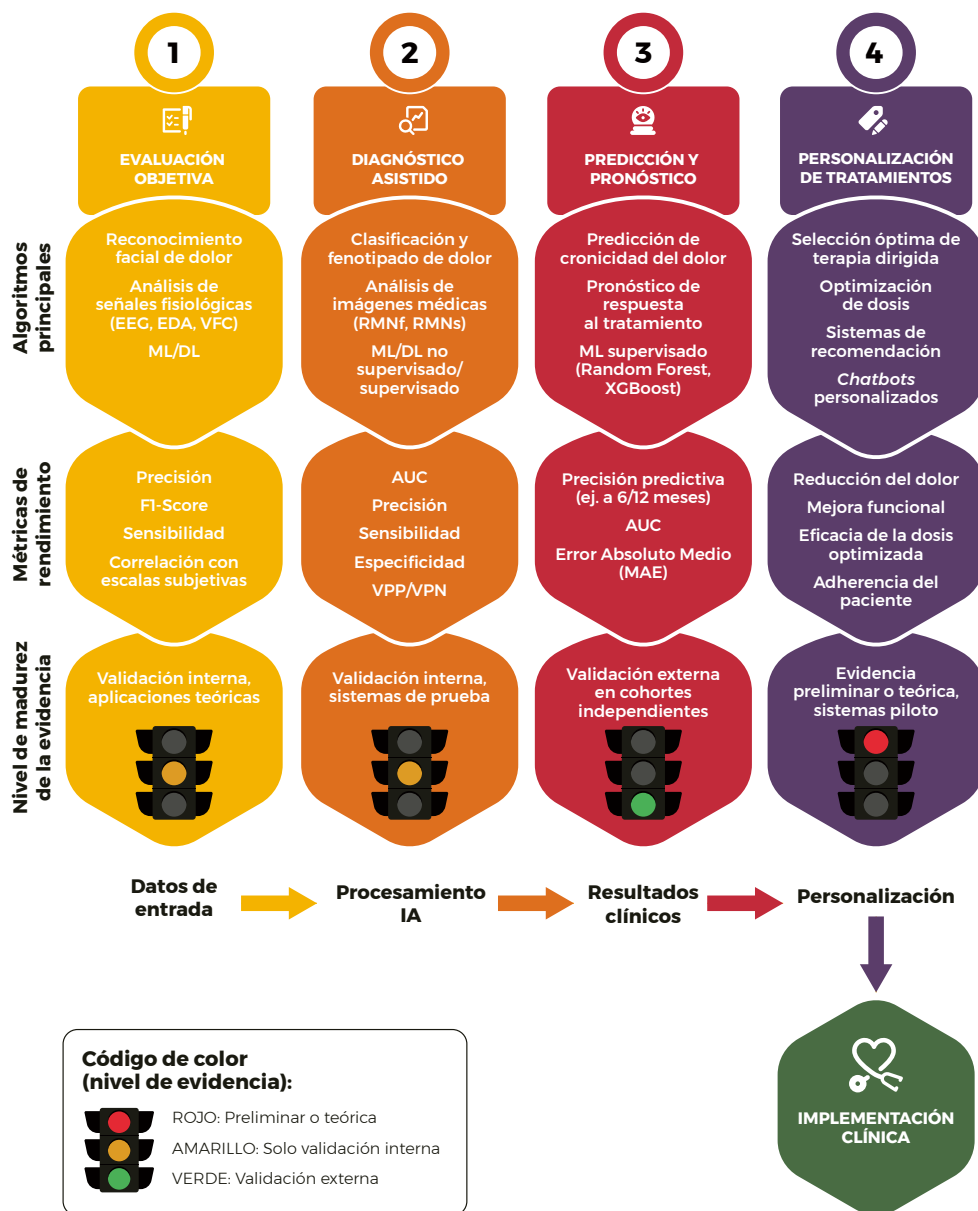 1
EVALUACIÓN
OBJETIVA
2
DIAGNÓSTICO
ASISTIDO
3
PREDICCIÓN Y
PRONÓSTICO
4
PERSONALIZACIÓN
DE TRATAMIENTOS
Algoritmos
principales
Reconocimiento
facial de dolor
Análisis de
señales fisiológicas
(EEG, EDA, VFC)
ML/DL
Clasificación y
fenotipado de dolor
Análisis de
imágenes médicas
(RMNf, RMNs)
ML/DL no
supervisado/
supervisado
Predicción de
cronicidad del dolor
Pronóstico de
respuesta
al tratamiento
ML supervisado
(Random Forest,
XGBoost)
Selección óptima de
terapia dirigida
Optimización
de dosis
Sistemas de
recomendación
Chatbots
personalizados
Métricas de
rendimiento
Precisión
F1-Score
Sensibilidad
Correlación con
escalas subjetivas
AUC
Precisión
Sensibilidad
Especificidad
VPP/VPN
Precisión predictiva
(ej. a 6/12 meses)
AUC
Error Absoluto Medio
(MAE)
Reducción del dolor
Mejora funcional
Eficacia de la dosis
optimizada
Adherencia del
paciente
Nivel de madurez
de la evidencia
Validación interna,
aplicaciones teóricas
Validación interna,
sistemas de prueba
Validación externa
en cohortes
independientes
Evidencia
preliminar o teórica,
sistemas piloto
Datos de
entrada
Procesamiento
IA
Resultados
clínicos
Personalización
IMPLEMENTACIÓN
CLÍNICA
Código de color
(nivel de evidencia):
ROJO: Preliminar o teórica
AMARILLO: Solo validación interna
VERDE: Validación externa